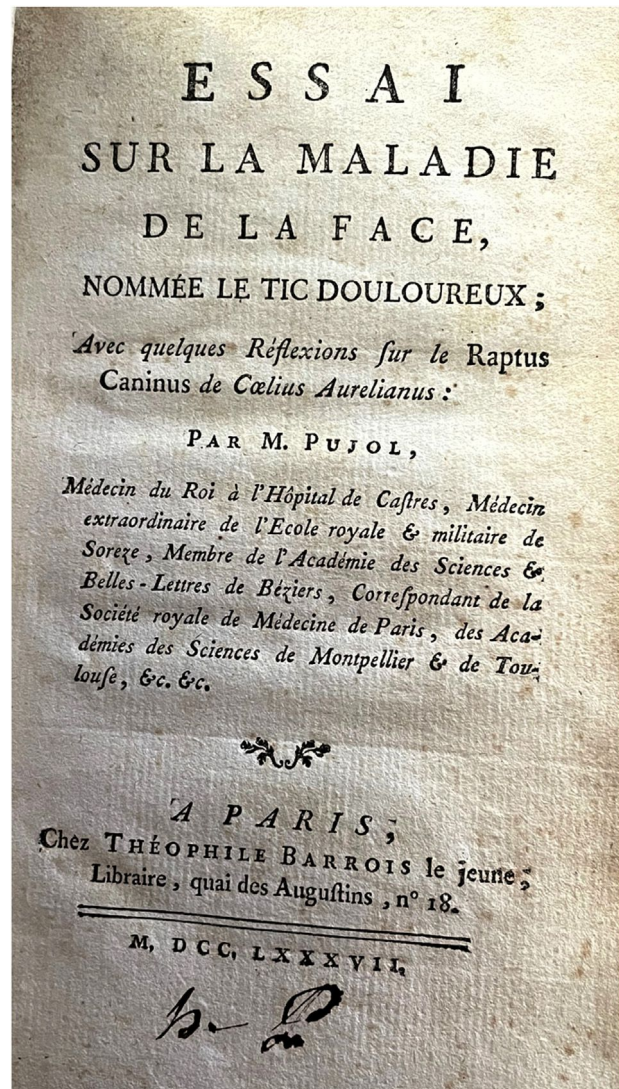 ESSAI
SUR LA MALADIE
DE LA FACE,
NOMMÉE LE TIC DOULOUREUX ;
Avec quelques Réflexions ſur le Raptus
Caninus de Cœlius Aurelianus :
PAR M. PUJOL,
Médecin du Roi à l'Hôpital de Caſtres, Médecin
extraordinaire de l'Ecole royale & militaire de
Soreze, Membre de l'Académie des Sciences &
Belles-Lettres de Béziers, Correſpondant de la
Société royale de Médecine de Paris, des Aca-
démies des Sciences de Montpellier & de Tou-
louſe, &c. &c.
A PARIS,
Chez THÉOPHILE BARROIS le jeune,
Libraire, quai des Auguſtins, n° 18.
M, DCC, LXXXVII,